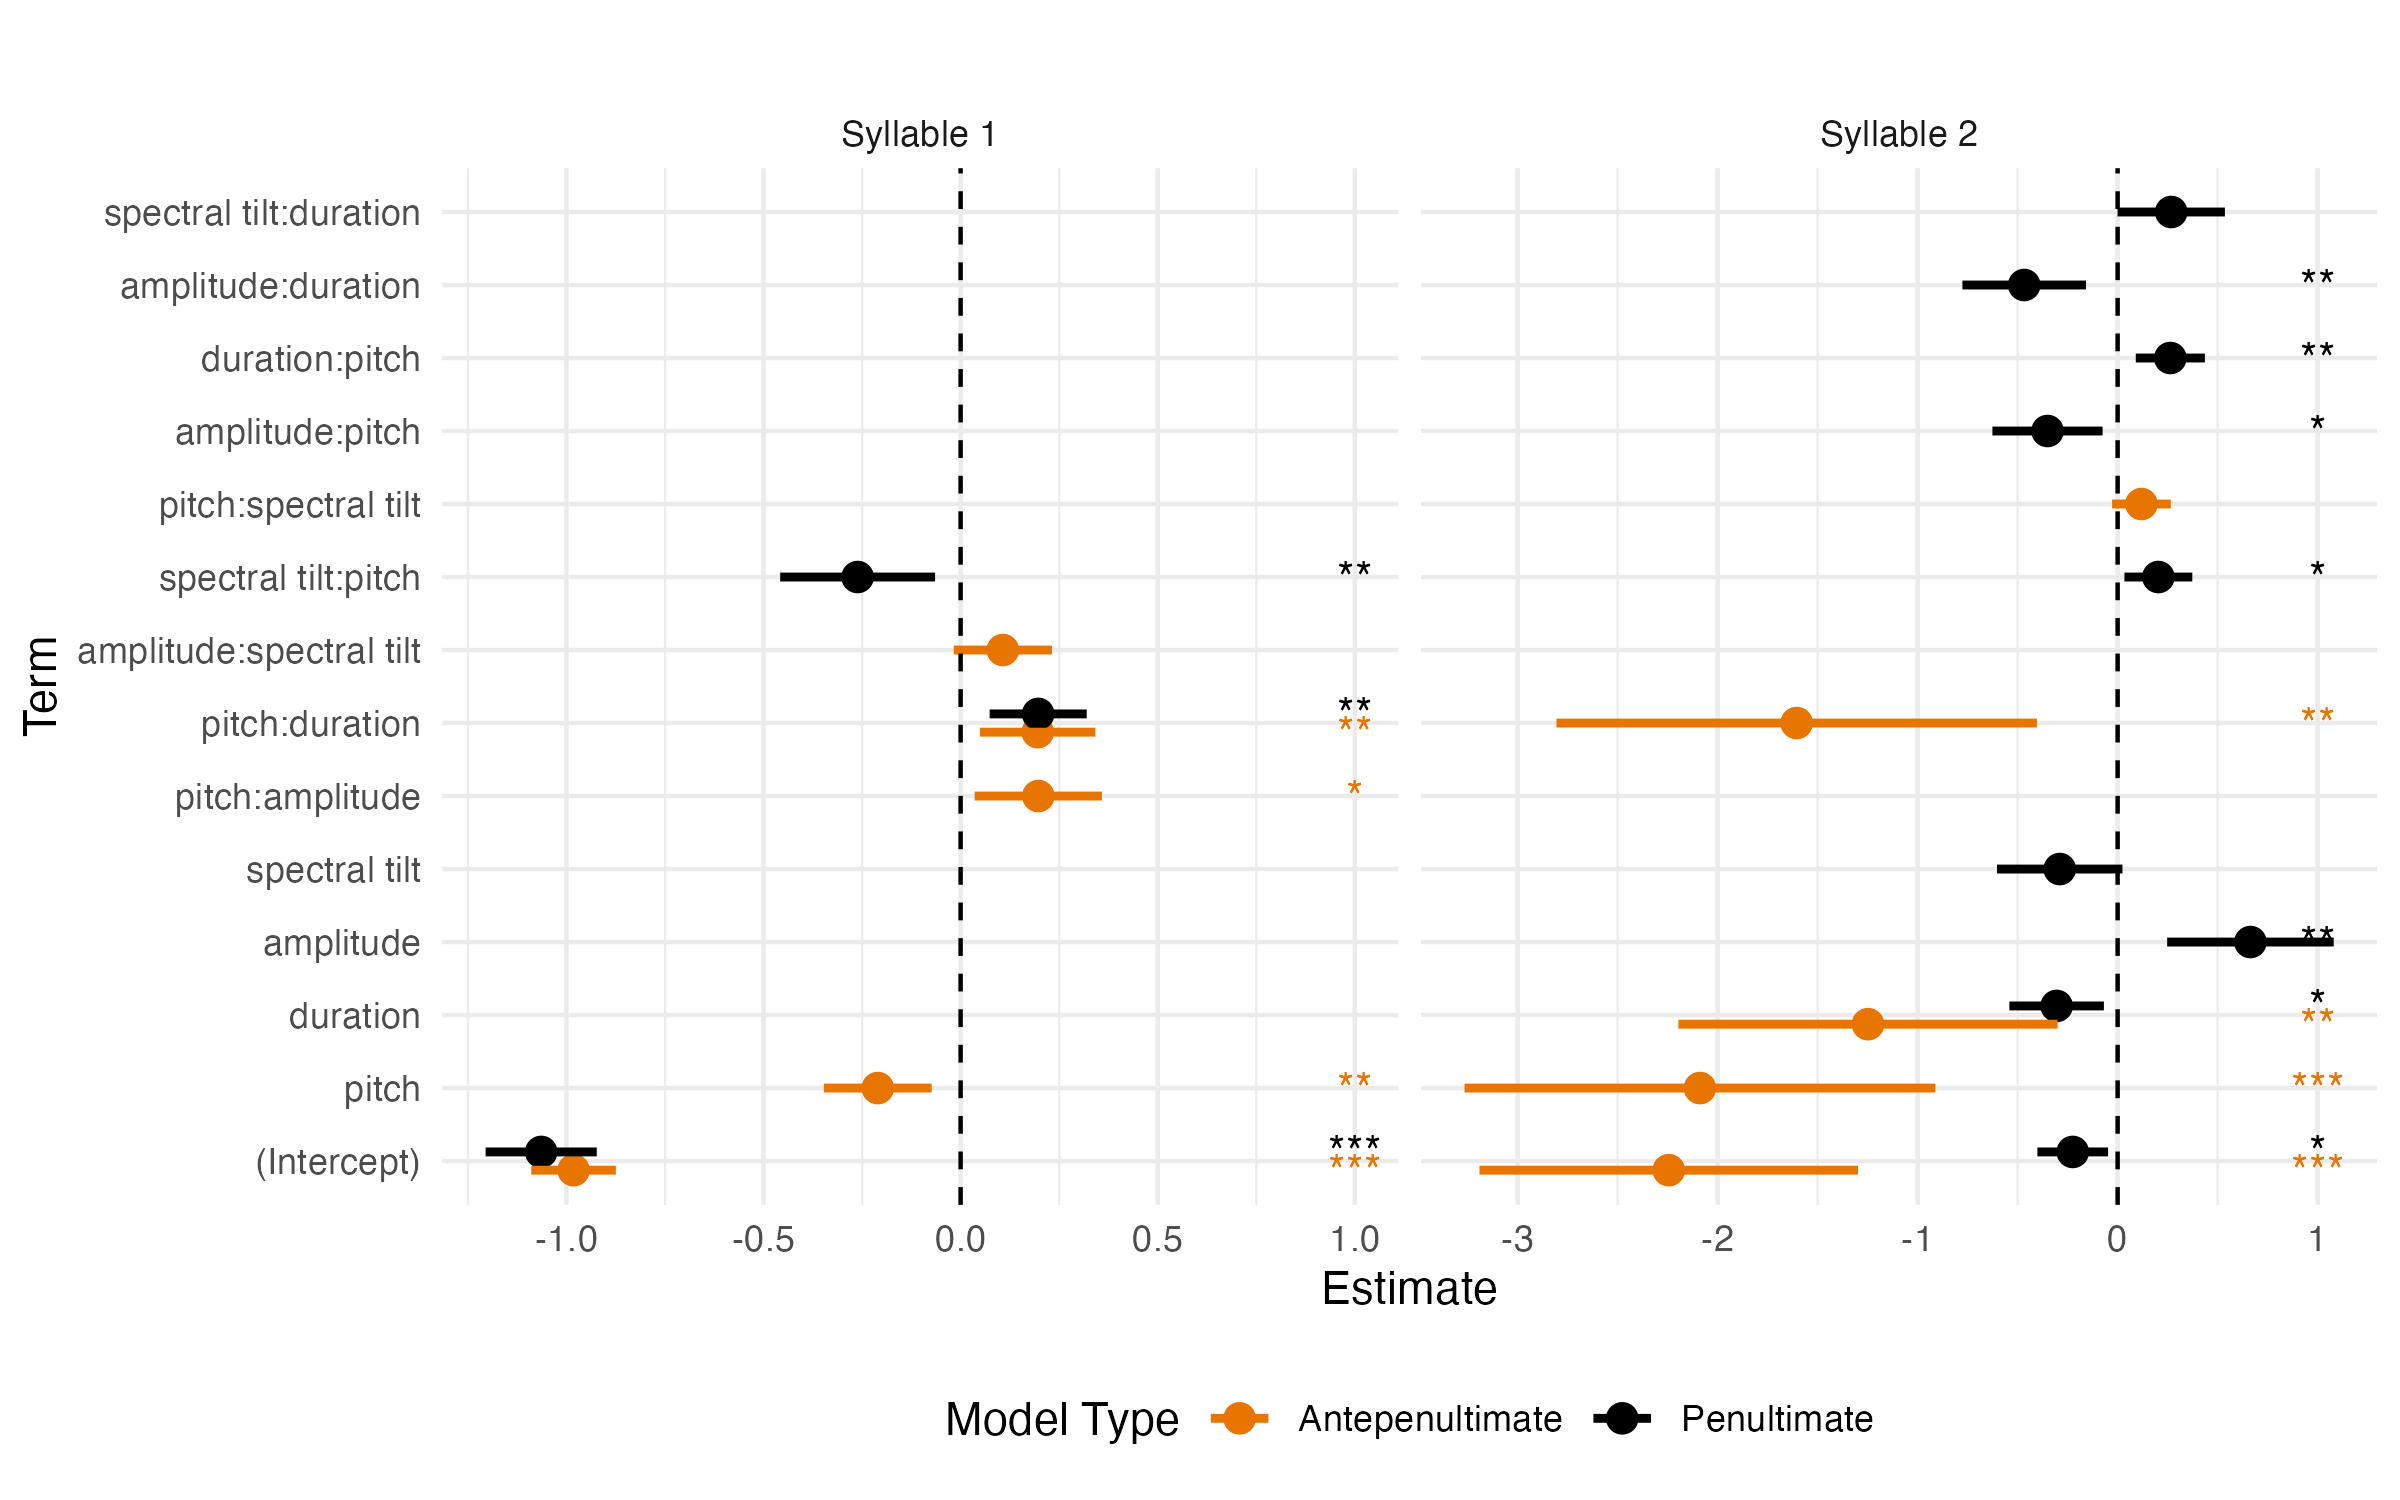 Syllable 1
Syllable 2
spectral tilt:duration
amplitude:duration
**
duration:pitch
**
amplitude:pitch
*
pitch:spectral tilt
spectral tilt:pitch
**
*
amplitude:spectral tilt
pitch:duration
**
**
**
pitch:amplitude
*
spectral tilt
amplitude
**
duration
*
**
pitch
**
***
(Intercept)
***
***
*
***
Term
-1.0 -0.5 0.0 0.5 1.0
-3 -2 -1 0 1
Estimate
Model Type Antepenultimate Penultimate